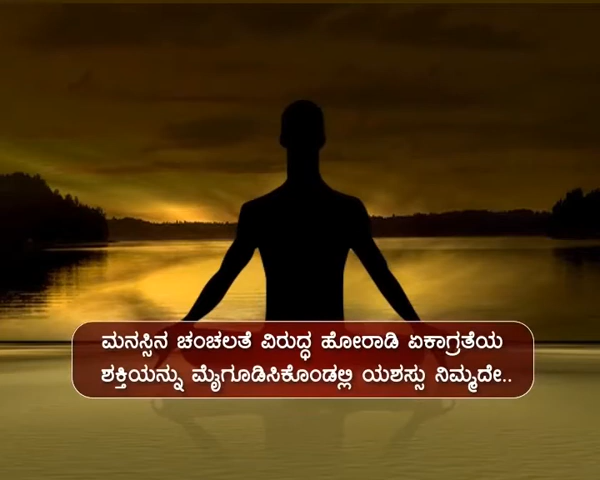 ಮನಸ್ಸಿನ ಚಂಚಲತೆ ವಿರುದ್ಧ ಹೋರಾಡಿ ಏಕಾಗ್ರತೆಯ
ಶಕ್ತಿಯನ್ನು ಮೈಗೂಡಿಸಿಕೊಂಡಲ್ಲಿ ಯಶಸ್ಸು ನಿಮ್ಮದೇ..